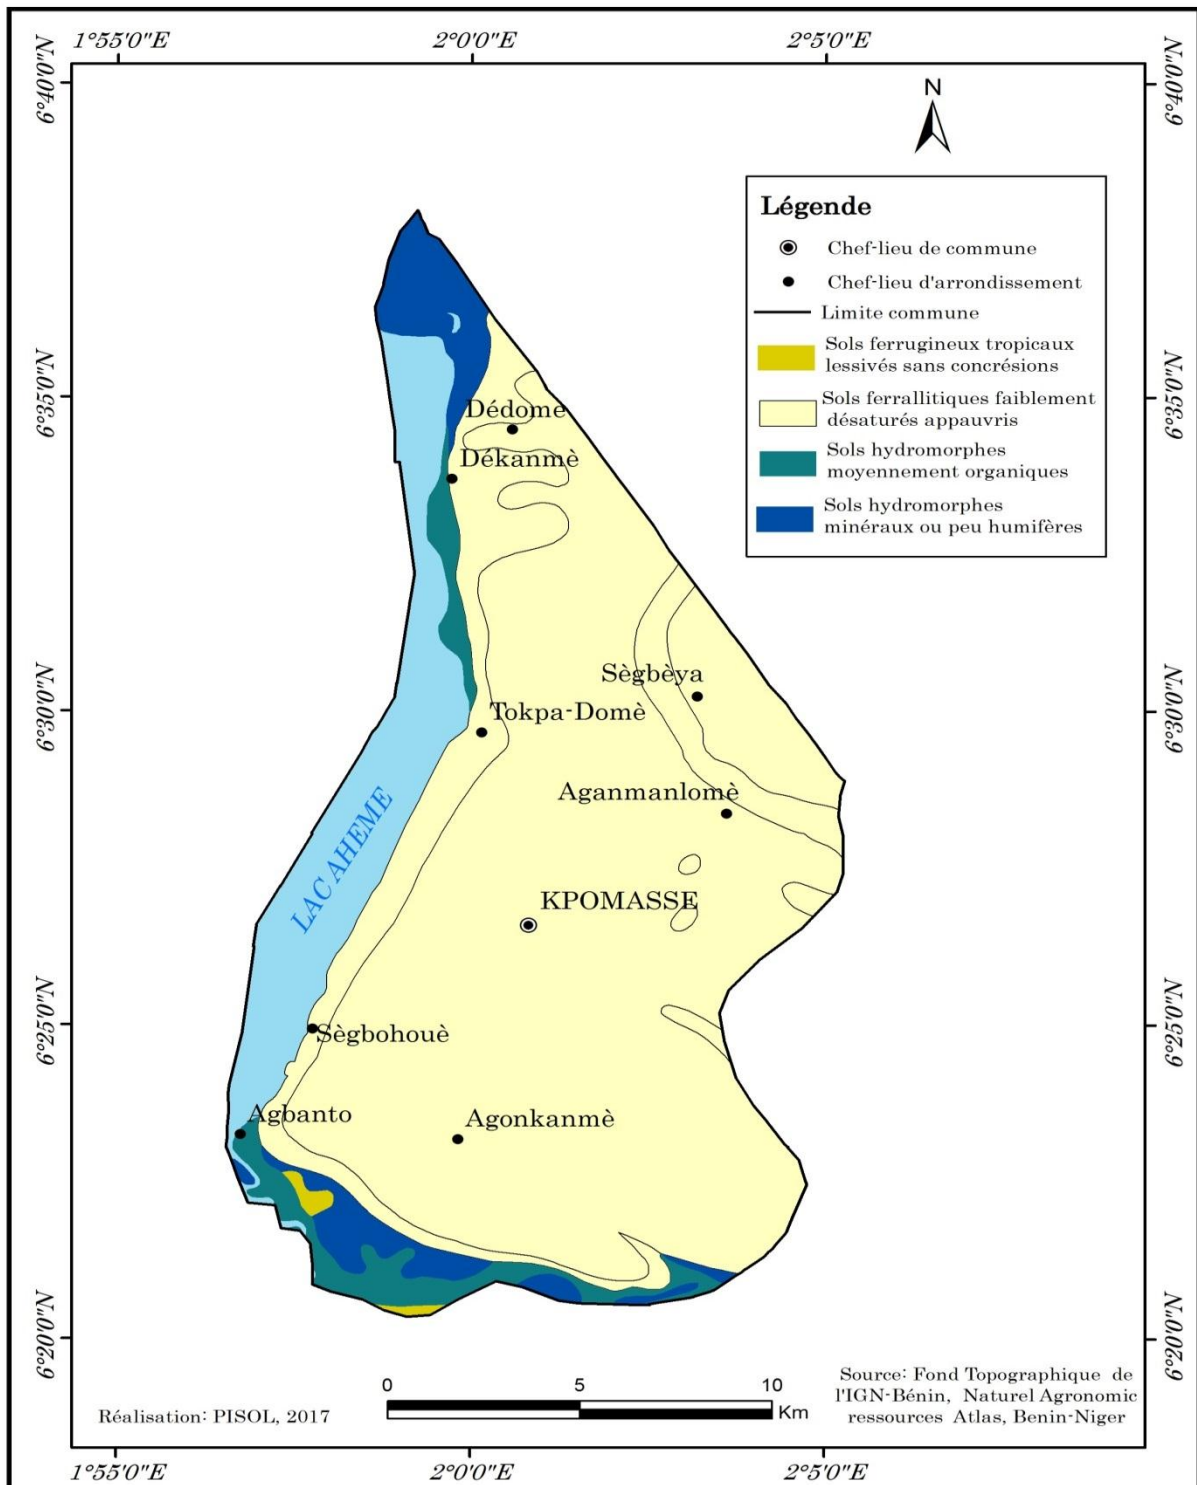 1°55'0"E
2°0'0"E
2°5'0"E
6°40'0"N
6°40'0"N
N
Légende
Chef-lieu de commune
Chef-lieu d'arrondissement
Limite commune
Sols ferrugineux tropicaux
lessivés sans concrésions
Sols ferrallitiques faiblement
désaturés appauvris
Sols hydromorphes
moyennement organiques
Sols hydromorphes
minéraux ou peu humifères
6°35'0"N
6°35'0"N
Dédome
Dékanmè
Sègbèya
6°30'0"N
6°30'0"N
Tokpa-Domè
Aganmanlomè
LAC AHEME
KPOMASSE
6°25'0"N
6°25'0"N
Sègbohouè
Agbanto
Agonkanmè
6°20'0"N
6°20'0"N
0
5
10
Km
Réalisation: PISOL, 2017
Source: Fond Topographique de
l'IGN-Bénin, Naturel Agronomic
ressources Atlas, Benin-Niger
1°55'0"E
2°0'0"E
2°5'0"E